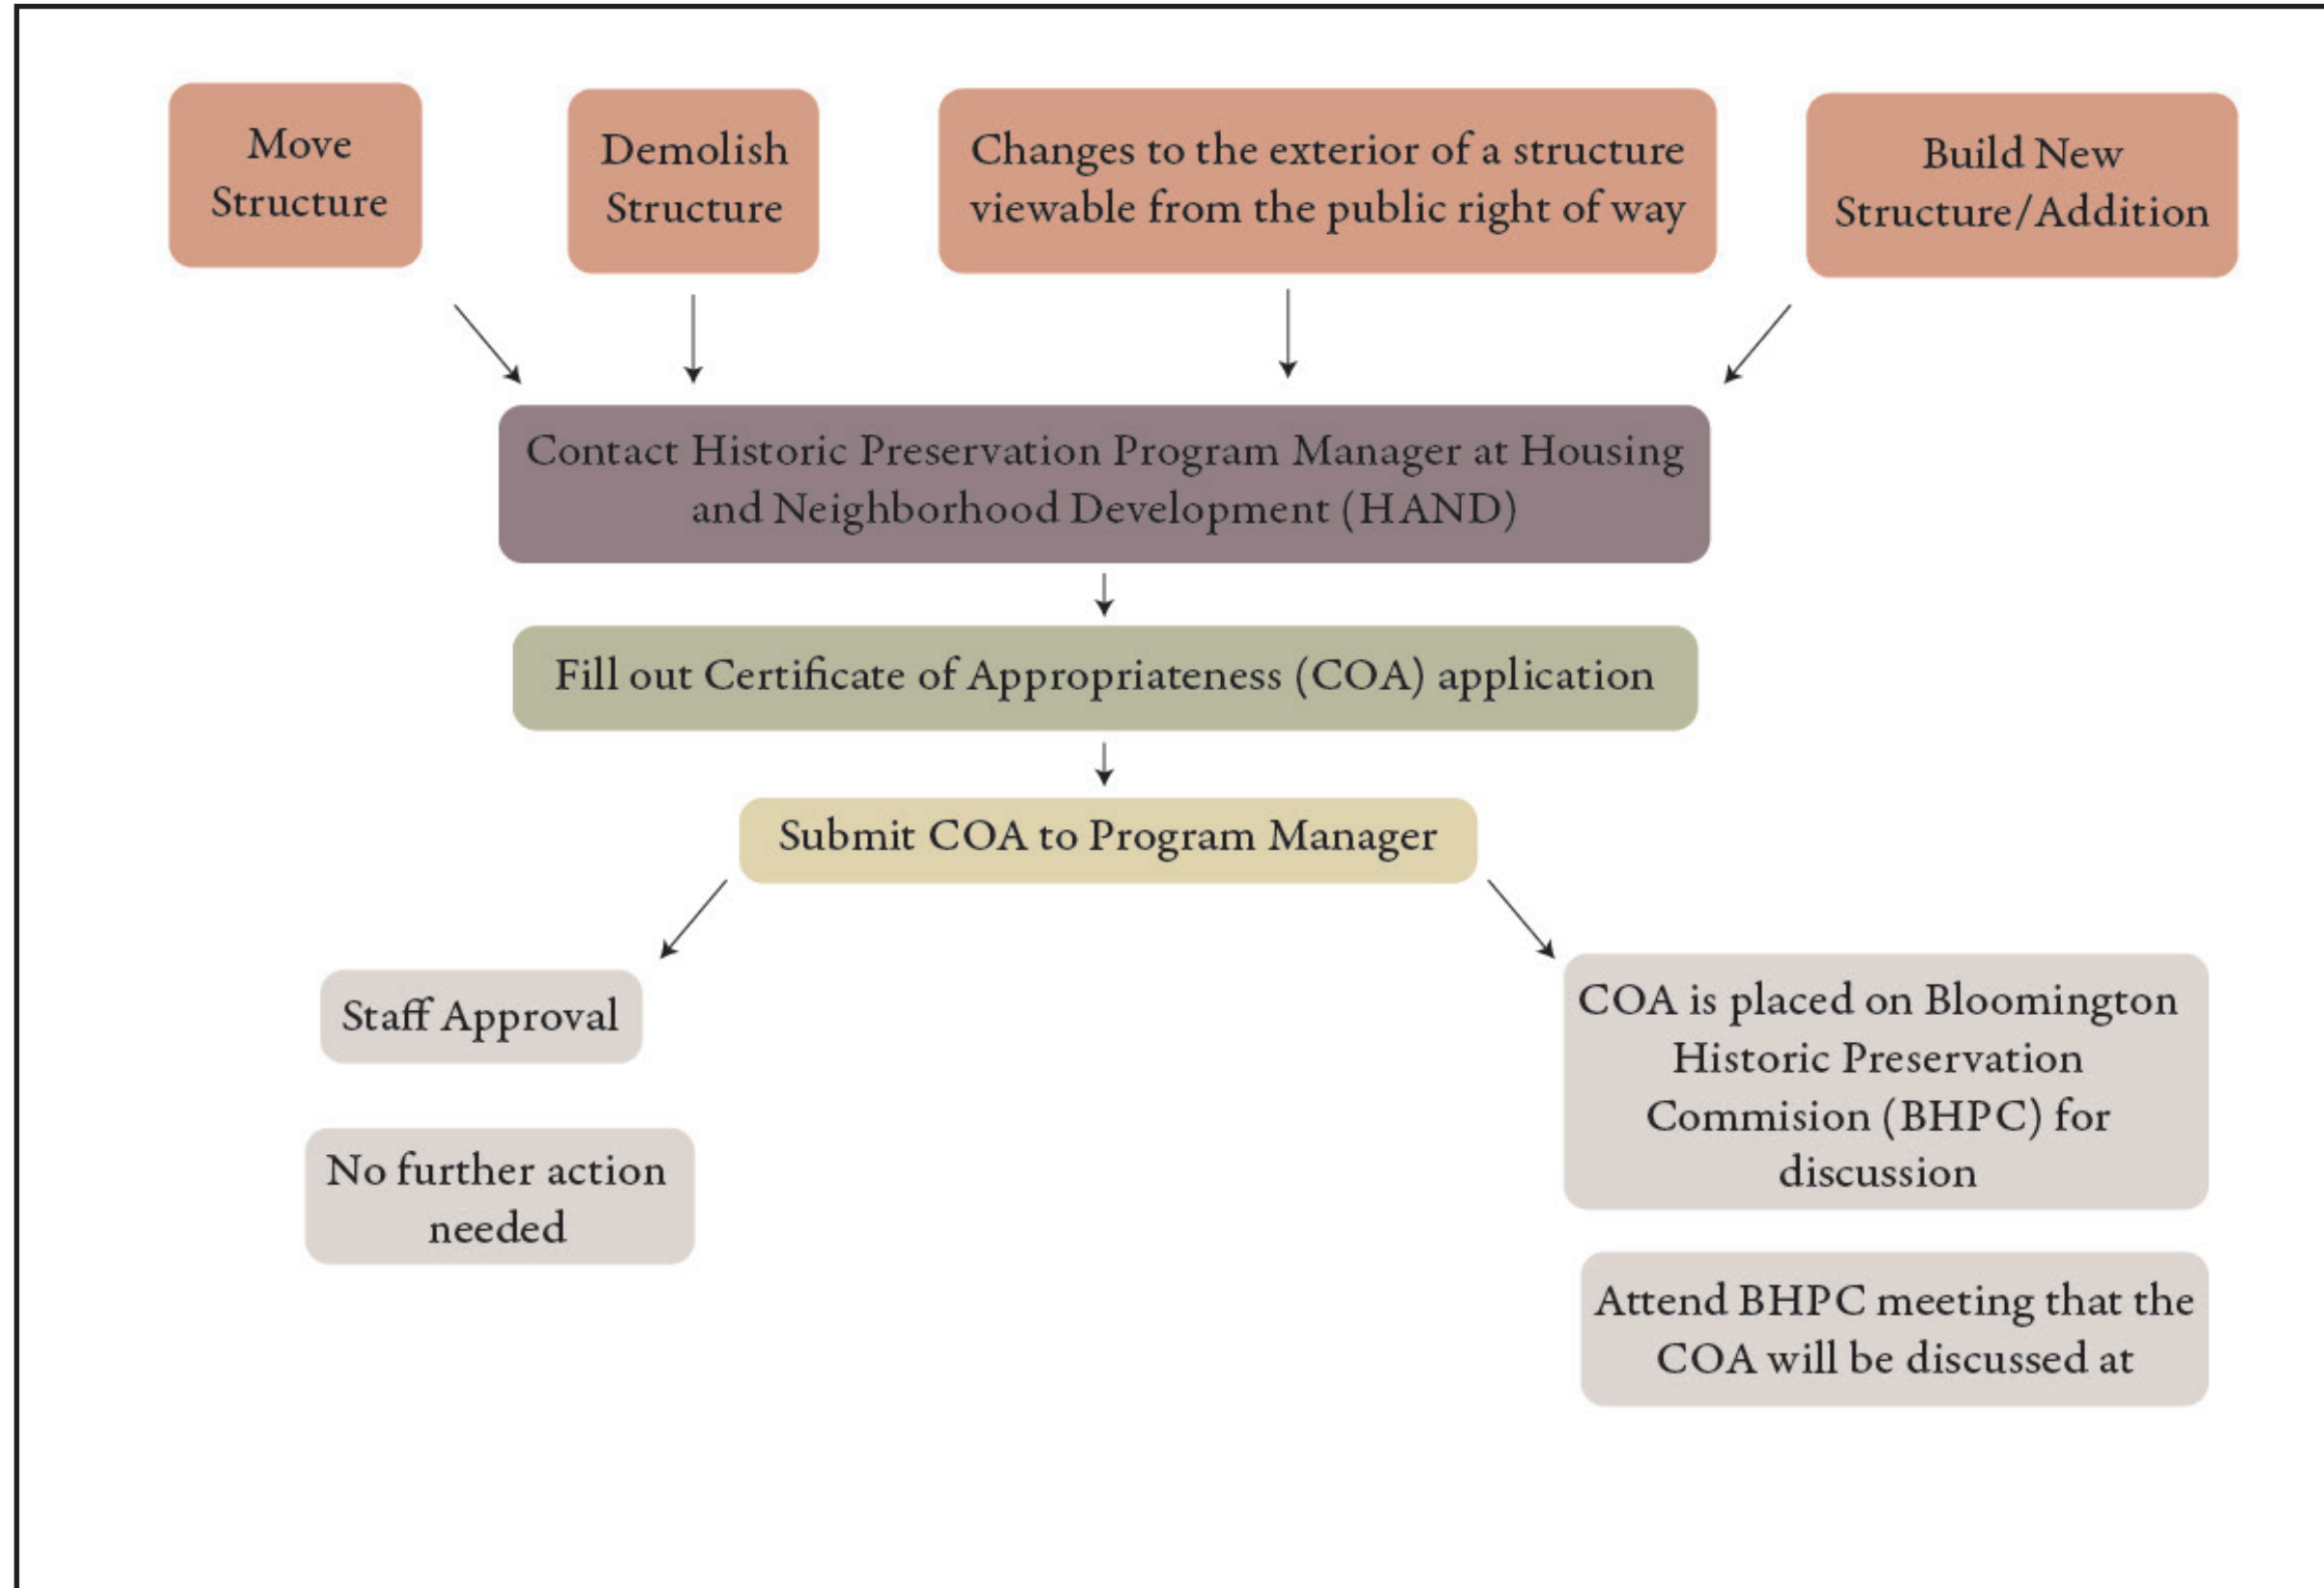 Move
Structure
Demolish
Structure
Changes to the exterior of a structure
viewable from the public right of way
Build New
Structure/Addition
Contact Historic Preservation Program Manager at Housing
and Neighborhood Development (HAND)
Fill out Certificate of Appropriateness (COA) application
Submit COA to Program Manager
Staff Approval
No further action
needed
COA is placed on Bloomington
Historic Preservation
Commision (BHPC) for
discussion
Attend BHPC meeting that the
COA will be discussed at